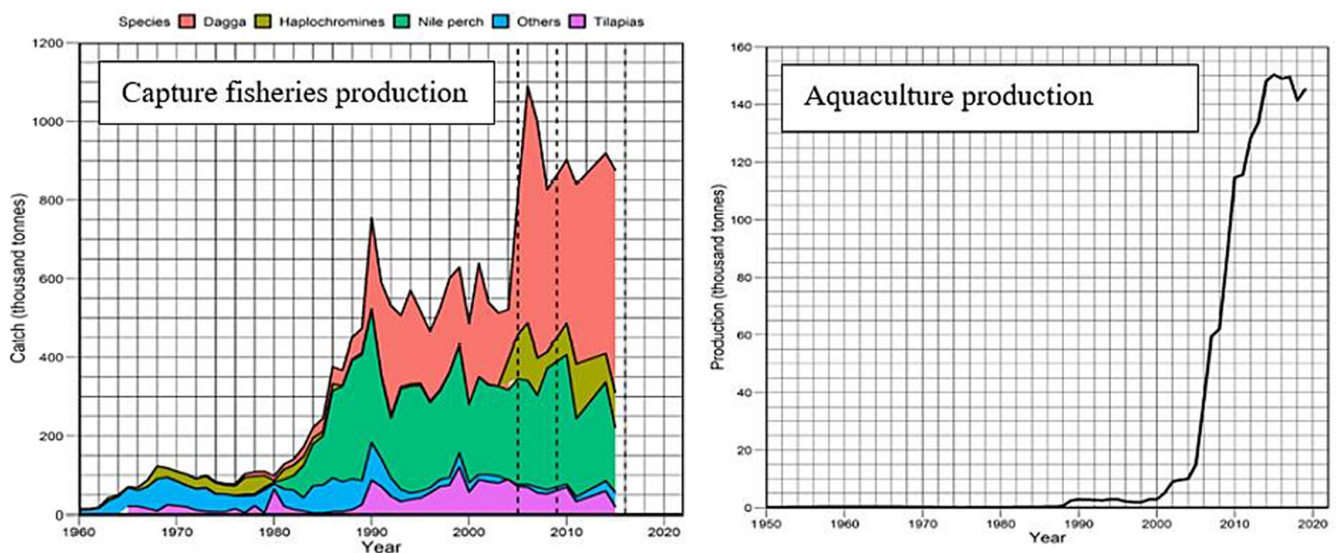 Species Dagga Haplochromines Nile perch Others Tilapias
Capture fisheries production
Catch (thousand tonnes)
1200
1000
800
600
400
200
0
1960 1970 1980 1990 2000 2010 2020
Year
Aquaculture production
Production (thousand tonnes)
160
140
120
100
80
60
40
20
0
1950 1960 1970 1980 1990 2000 2010 2020
Year